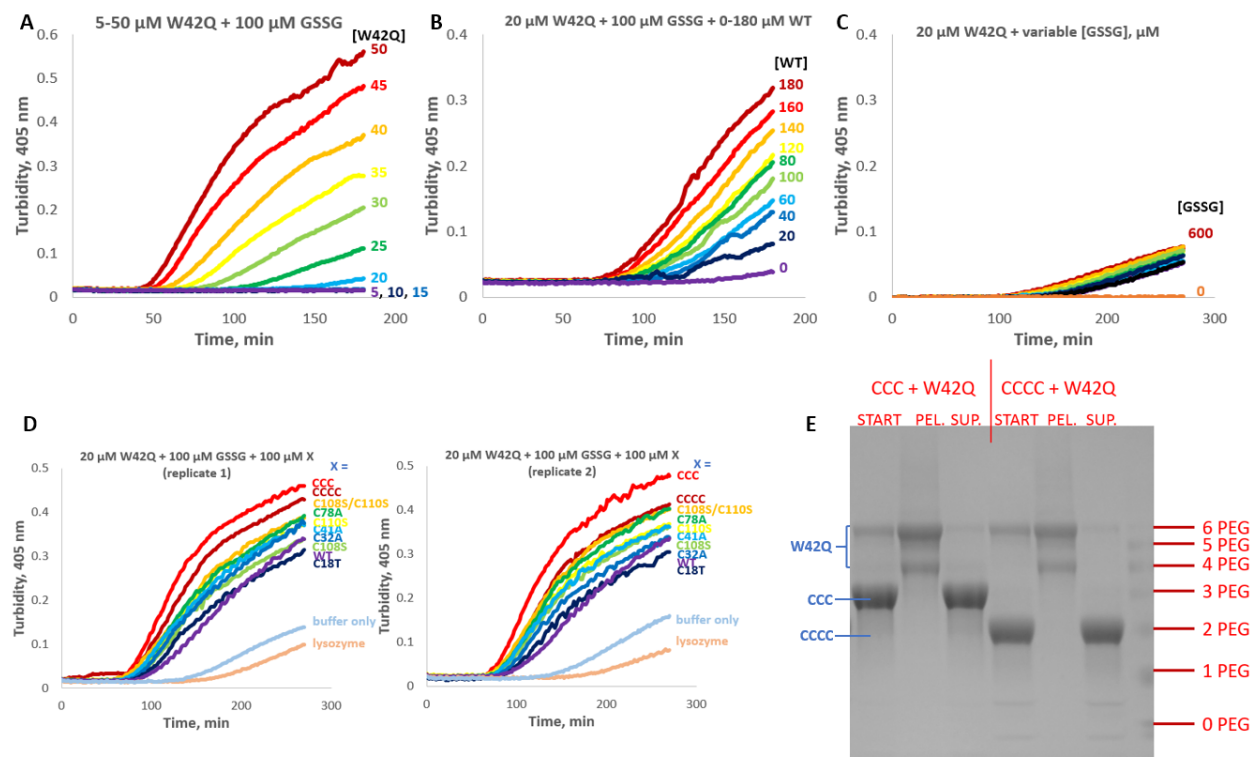 A
5-50 µM W42Q + 100 µM GSSG
[W42Q]
Turbidity, 405 nm
0.6
0.5
0.4
0.3
0.2
0.1
0
50
45
40
35
30
25
20
5, 10, 15
0 50 100 150 200
Time, min
B
20 µM W42Q + 100 µM GSSG + 0-180 µM WT
[WT]
Turbidity, 405 nm
0.4
0.3
0.2
0.1
0
180
160
140
120
80
100
60
40
20
0
0 50 100 150 200
Time, min
C
20 µM W42Q + variable [GSSG], µM
Turbidity, 405 nm
0.4
0.3
0.2
0.1
0
[GSSG]
600
0
0 100 200 300
Time, min
D
20 µM W42Q + 100 µM GSSG + 100 µM X
(replicate 1)
X =
Turbidity, 405 nm
0.5
0.4
0.3
0.2
0.1
0
CCC
CCCC
C108S/C110S
C78A
C110S
C41A
C32A
C108S
WT
C18T
buffer only
lysozyme
0 100 200 300
Time, min
20 µM W42Q + 100 µM GSSG + 100 µM X
(replicate 2)
X =
Turbidity, 405 nm
0.5
0.4
0.3
0.2
0.1
0
CCC
CCCC
C108S/C110S
C78A
C110S
C41A
C32A
C108S
WT
C18T
buffer only
lysozyme
0 100 200 300
Time, min
E
CCC + W42Q CCCC + W42Q
START PEL. SUP. START PEL. SUP.
W42Q
CCC
CCCC
6 PEG
5 PEG
4 PEG
3 PEG
2 PEG
1 PEG
0 PEG